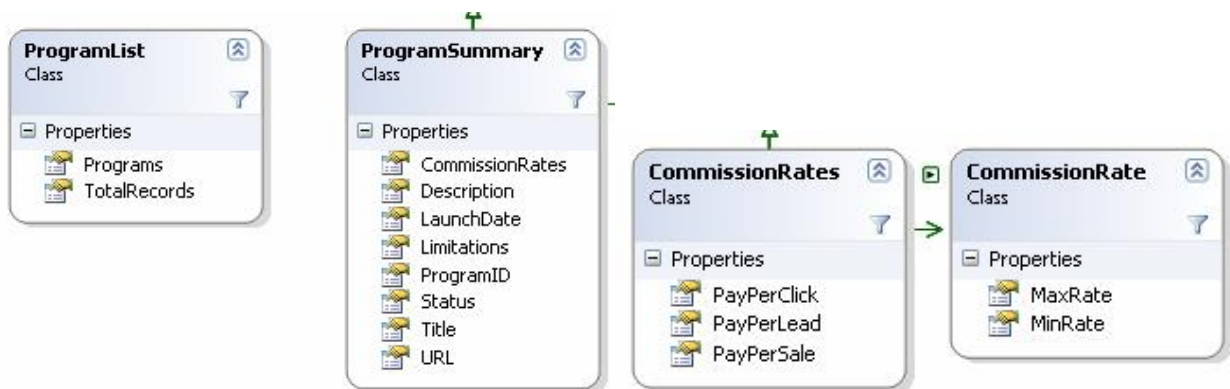 ProgramList
Class
Properties
Programs
TotalRecords
ProgramSummary
Class
Properties
CommissionRates
Description
LaunchDate
Limitations
ProgramID
Status
Title
URL
CommissionRates
Class
Properties
PayPerClick
PayPerLead
PayPerSale
CommissionRate
Class
Properties
MaxRate
MinRate